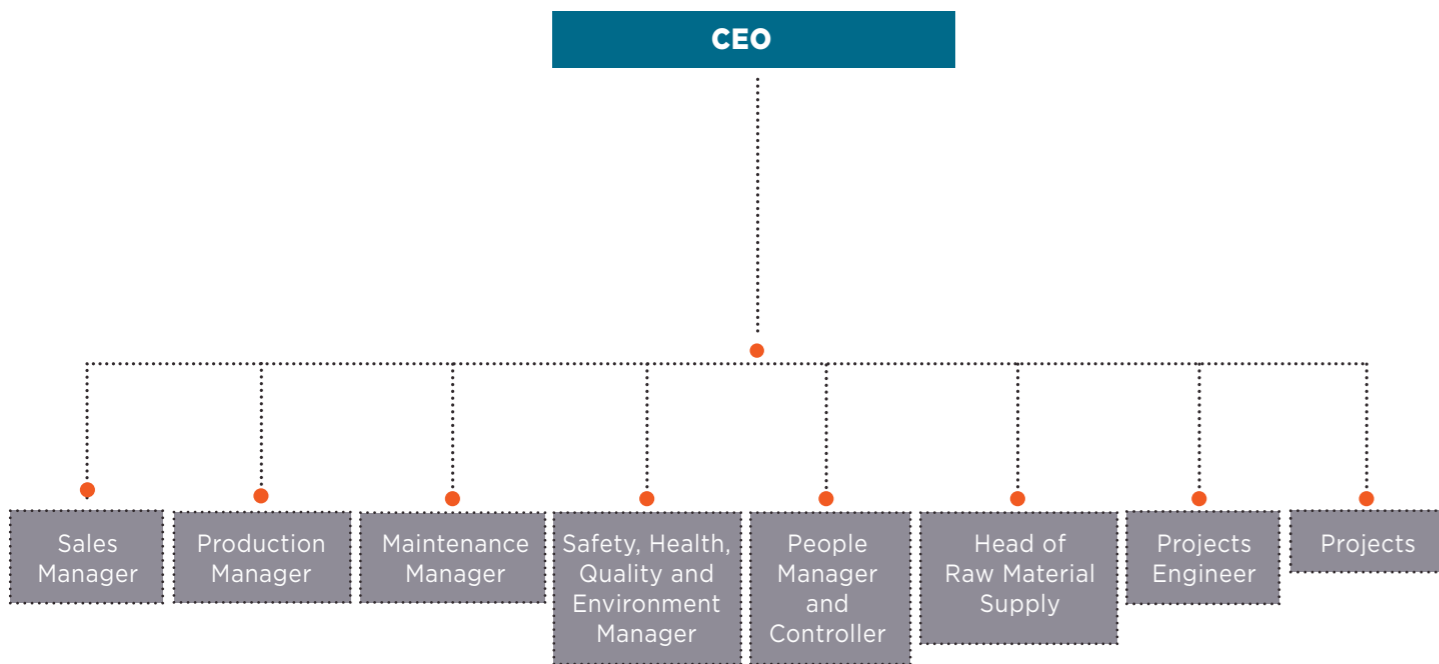 CEO
Sales
Manager
Production
Manager
Maintenance
Manager
Safety, Health,
Quality and
Environment
Manager
People
Manager
and
Controller
Head of
Raw Material
Supply
Projects
Engineer
Projects